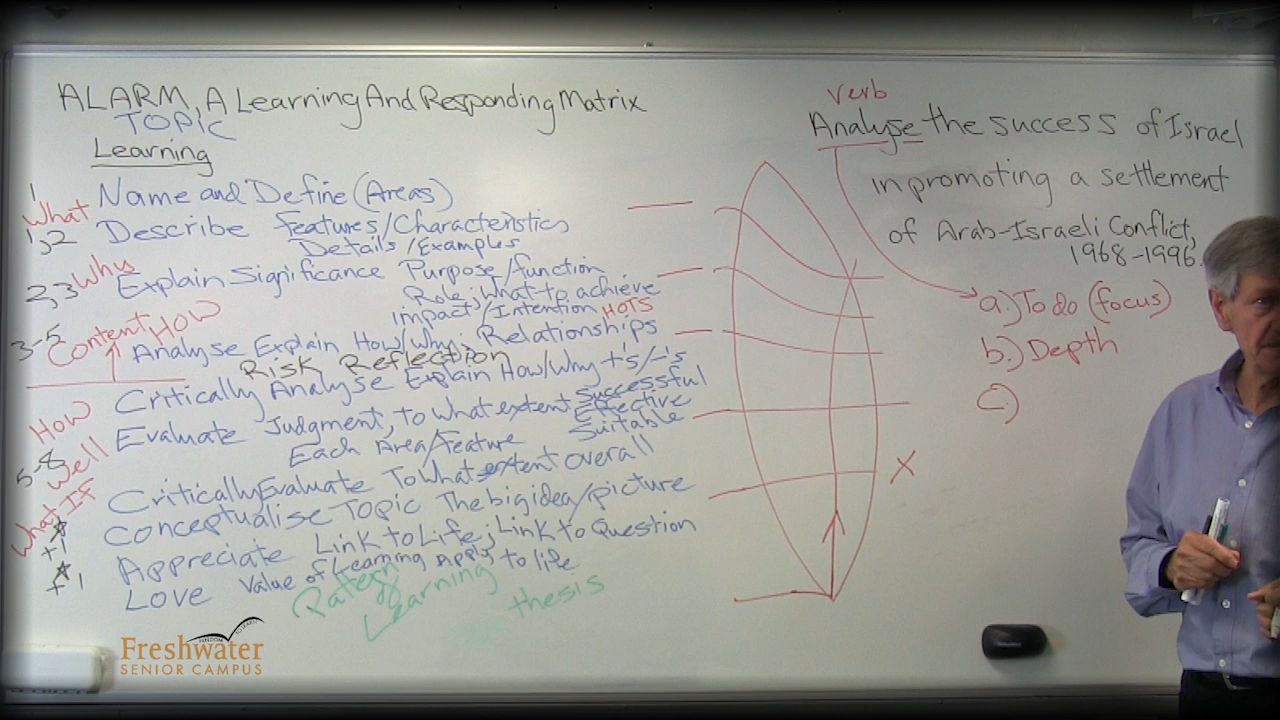 ALARM, A Learning And Responding Matrix
TOPIC
Learning
1
Name and Define (Areas)
What
1,2
Describe Features/Characteristics
Details/Examples
Why
2,3
Explain Significance Purpose/function
Role; What to achieve
impact/Intention HOTS
3-5
Content HOW
Analyse Explain How/Why Relationships
Risk Reflection
Critically Analyse Explain How/Why +'s/-'s
How
Evaluate Judgment, to what extent successful
Effective
Suitable
Each Area/Feature
5-8
Well
Critically Evaluate To What extent overall
What IF
Conceptualise TOPIC The big idea/picture
+1
Appreciate Link to Life; Link to Question
+1
Love Value of Learning Apply to life
Pattern of Learning
thesis
verb
Analyse the success of Israel
in promoting a settlement
of Arab-Israeli Conflict,
1968-1996.
a.) To do (focus)
b.) Depth
c.)
X
Freshwater
SENIOR CAMPUS